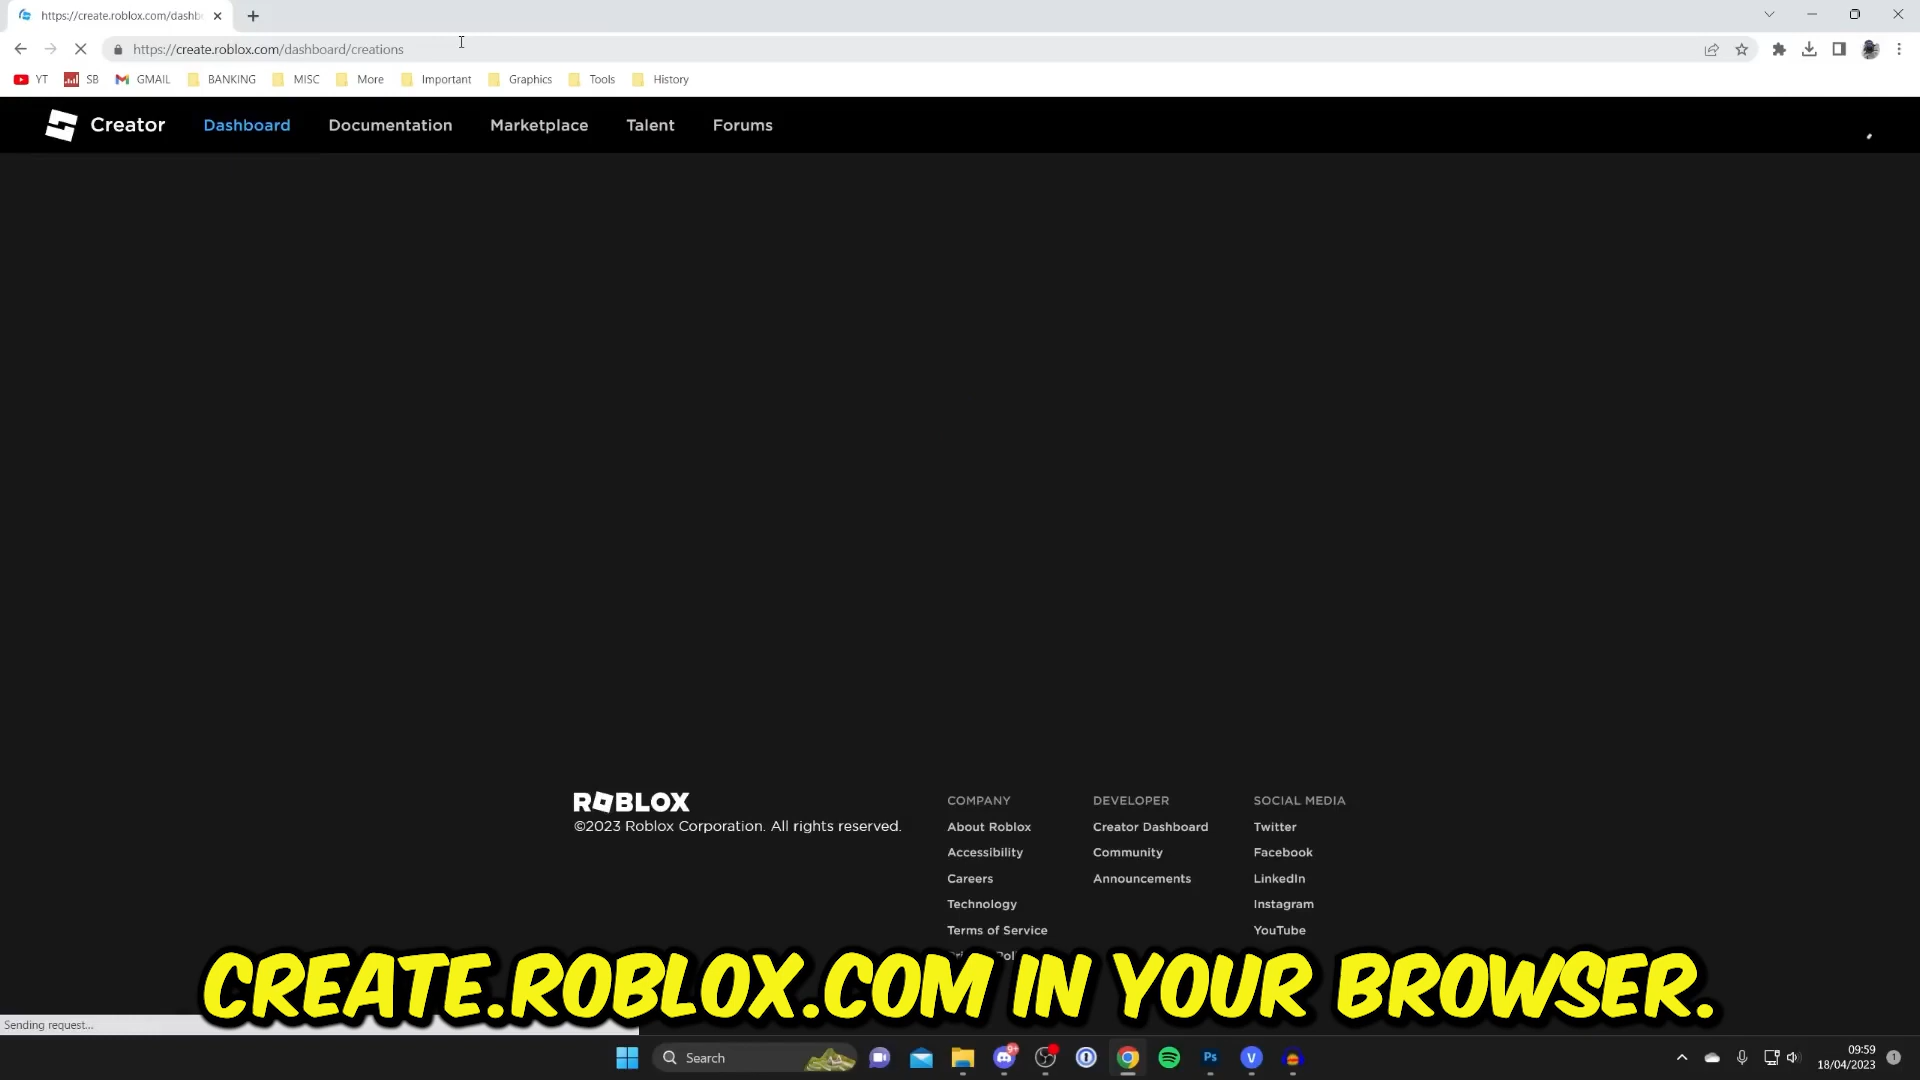 https://create.roblox.com/dashb
https://create.roblox.com/dashboard/creations
YT SB GMAIL BANKING MISC More Important Graphics Tools History
Creator Dashboard Documentation Marketplace Talent Forums
ROBLOX
©2023 Roblox Corporation. All rights reserved.
COMPANY
About Roblox
Accessibility
Careers
Technology
Terms of Service
DEVELOPER
Creator Dashboard
Community
Announcements
SOCIAL MEDIA
Twitter
Facebook
LinkedIn
Instagram
YouTube
CREATE.ROBLOX.COM IN YOUR BROWSER.
Sending request...
Search
9+
Ps
V
09:59
18/04/2023
1